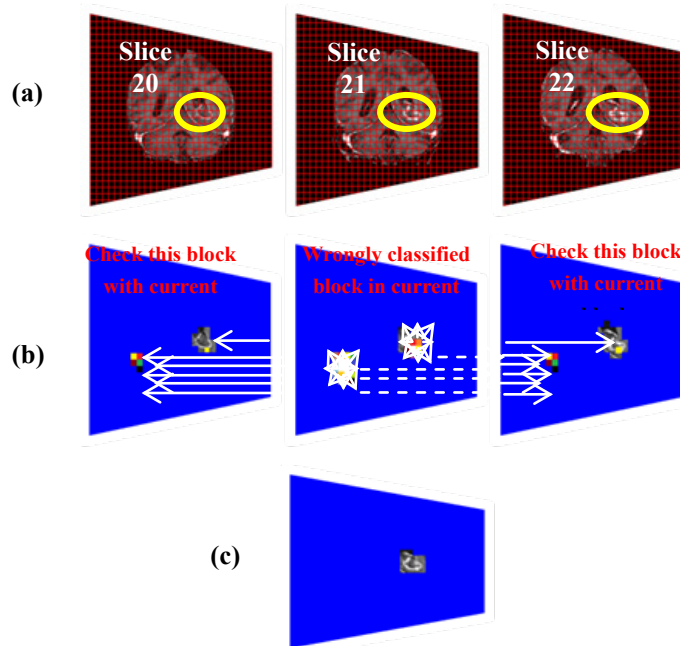 (a)
Slice
20
Slice
21
Slice
22
(b)
Check this block
with current
Wrongly classified
block in current
Check this block
with current
(c)